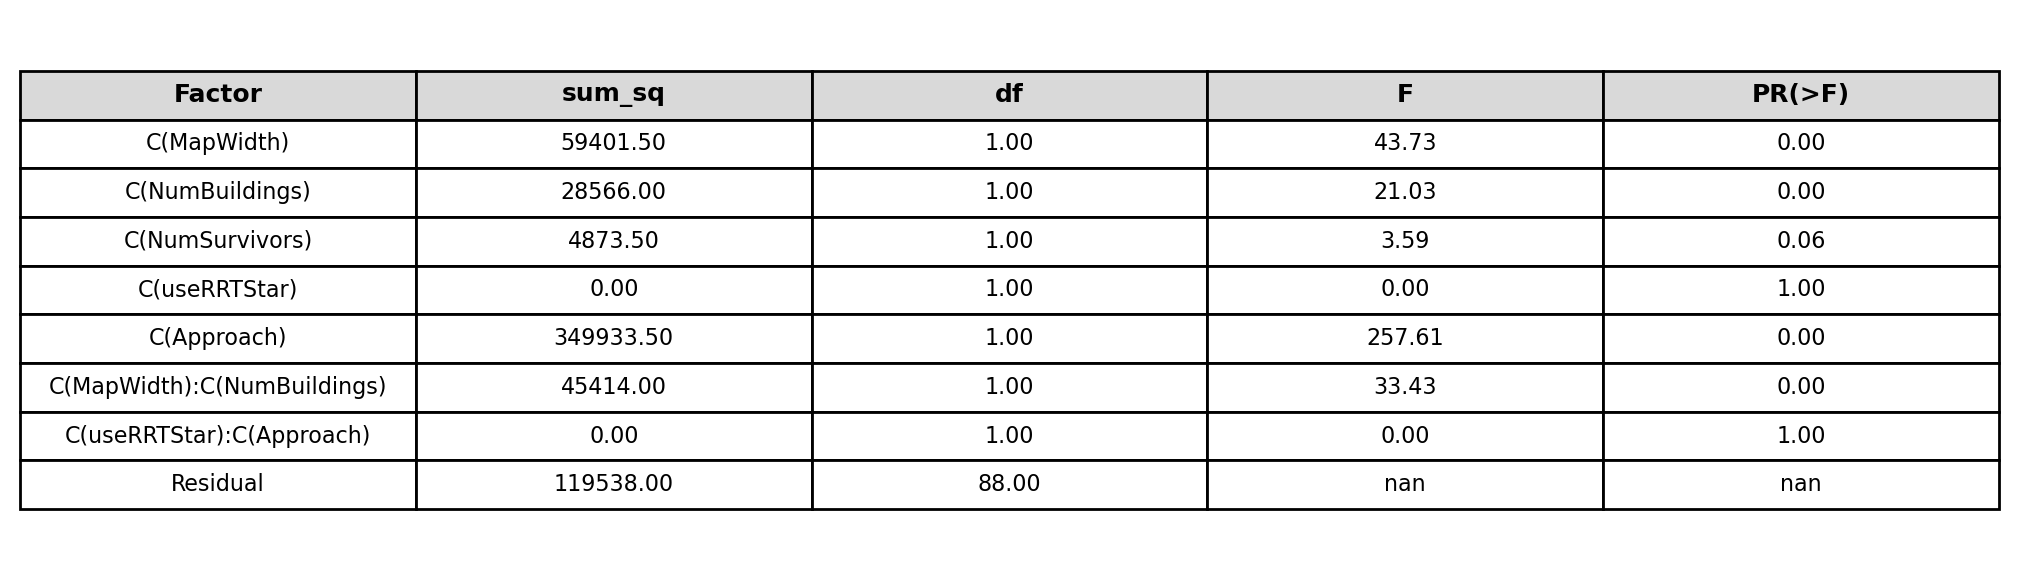 Factor sum_sq df F PR(>F)
C(MapWidth) 59401.50 1.00 43.73 0.00
C(NumBuildings) 28566.00 1.00 21.03 0.00
C(NumSurvivors) 4873.50 1.00 3.59 0.06
C(useRRTStar) 0.00 1.00 0.00 1.00
C(Approach) 349933.50 1.00 257.61 0.00
C(MapWidth):C(NumBuildings) 45414.00 1.00 33.43 0.00
C(useRRTStar):C(Approach) 0.00 1.00 0.00 1.00
Residual 119538.00 88.00 nan nan